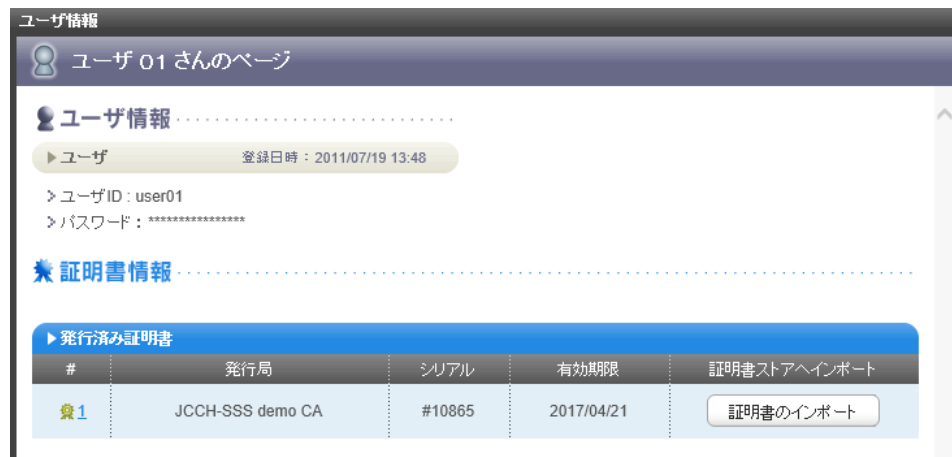 ユーザ情報
ユーザ 01 さんのページ
ユーザ情報
ユーザ 登録日時：2011/07/19 13:48
ユーザID : user01
パスワード： ****************
証明書情報
発行済み証明書
# 発行局 シリアル 有効期限 証明書ストアへインポート
1 JCCH-SSS demo CA #10865 2017/04/21 証明書のインポート